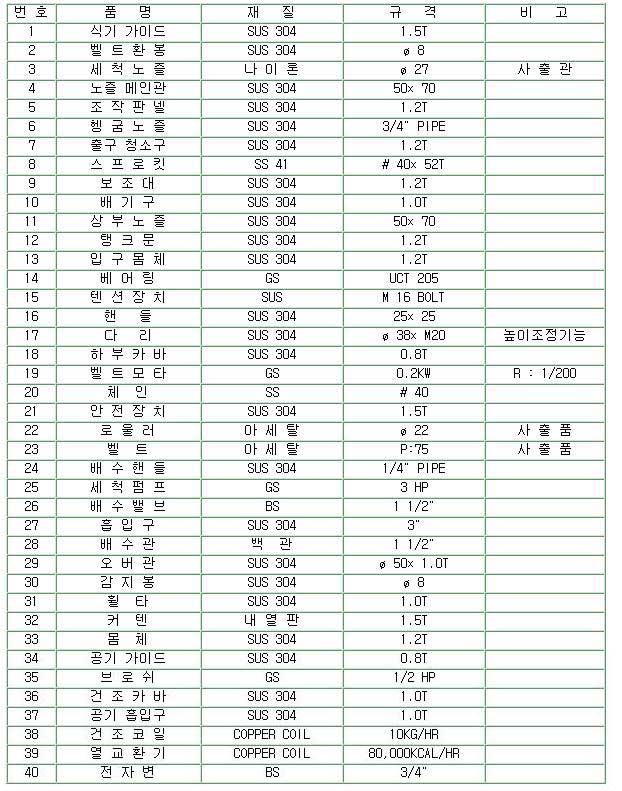 번 호 품 명 재 질 규 격 비 고
1 식기 가이드 SUS 304 1.5T
2 벨 트 환 봉 SUS 304 ø 8
3 세 척 노 즐 나 이 론 ø 27 사 출 관
4 노즐 메인관 SUS 304 50x 70
5 조 작 판 넬 SUS 304 1.2T
6 헹 굼 노 즐 SUS 304 3/4" PIPE
7 출구 청소구 SUS 304 1.2T
8 스 프 로 킷 SS 41 # 40x 52T
9 보 조 대 SUS 304 1.2T
10 배 기 구 SUS 304 1.0T
11 상 부 노 즐 SUS 304 50x 70
12 탱 크 문 SUS 304 1.2T
13 입 구 몸 체 SUS 304 1.2T
14 베 어 링 GS UCT 205
15 텐 션 장 치 SUS M 16 BOLT
16 핸 들 SUS 304 25x 25
17 다 리 SUS 304 ø 38x M20 높이조정기능
18 하 부 카 바 SUS 304 0.8T
19 벨 트 모 타 GS 0.2KW R : 1/200
20 체 인 SS # 40
21 안 전 장 치 SUS 304 1.5T
22 로 울 러 아 세 탈 ø 22 사 출 품
23 벨 트 아 세 탈 P:75 사 출 품
24 배 수 핸 들 SUS 304 1/4" PIPE
25 세 척 펌 프 GS 3 HP
26 배 수 밸 브 BS 1 1/2"
27 흡 입 구 SUS 304 3"
28 배 수 관 백 관 1 1/2"
29 오 버 관 SUS 304 ø 50x 1.0T
30 감 지 봉 SUS 304 ø 8
31 휠 타 SUS 304 1.0T
32 커 텐 내 열 판 1.5T
33 몸 체 SUS 304 1.2T
34 공기 가이드 SUS 304 0.8T
35 브 로 쉬 GS 1/2 HP
36 건 조 카 바 SUS 304 1.0T
37 공기 흡입구 SUS 304 1.0T
38 건 조 코 일 COPPER COIL 10KG/HR
39 열 교 환 기 COPPER COIL 80,000KCAL/HR
40 전 자 변 BS 3/4"